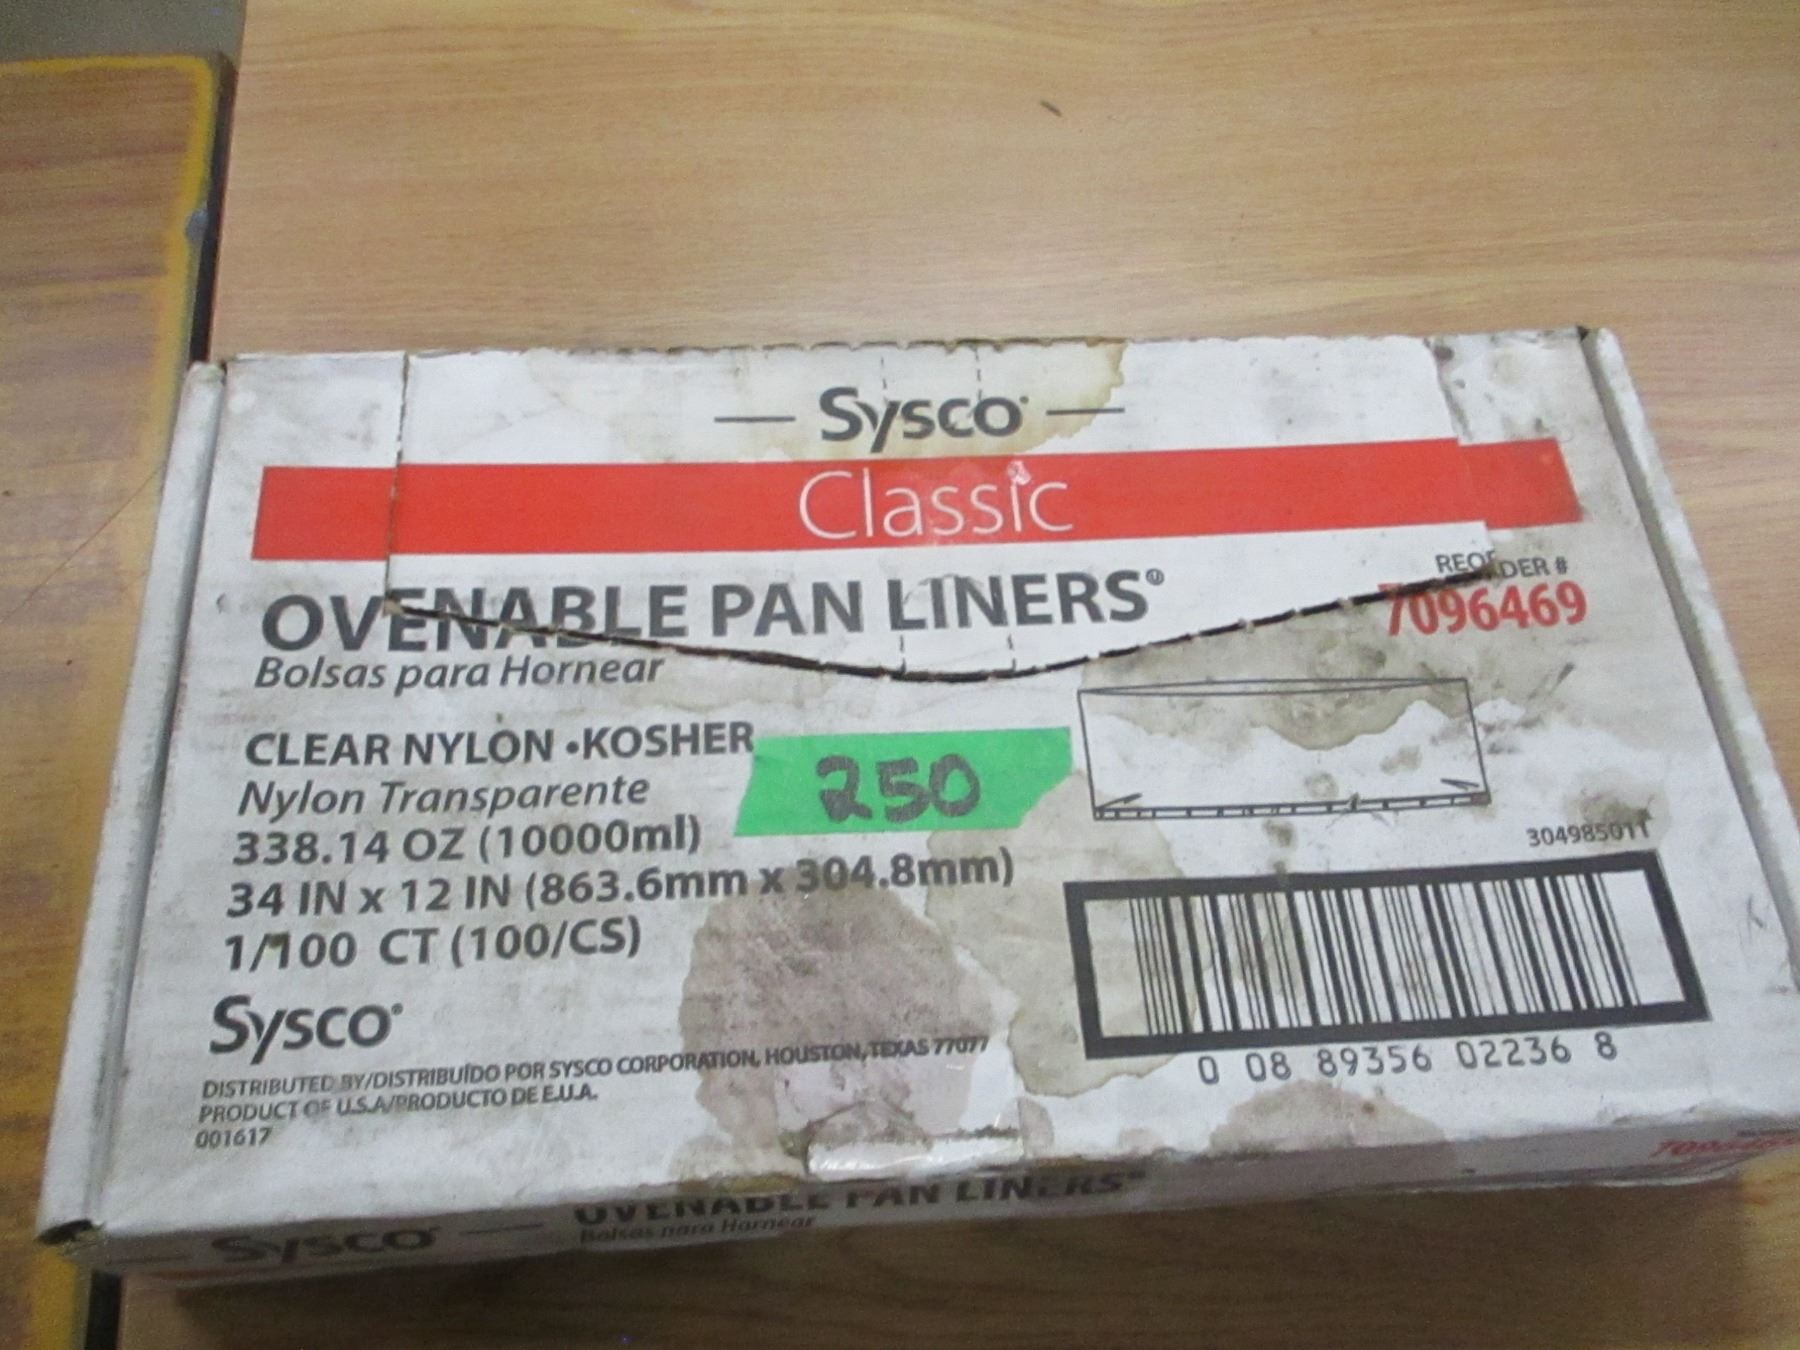 Sysco
Classic
OVENABLE PAN LINERS®
Bolsas para Hornear
REORDER #
7096469
CLEAR NYLON •KOSHER
Nylon Transparente
250
338.14 OZ (10000ml)
34 IN x 12 IN (863.6mm x 304.8mm)
1/100 CT (100/CS)
304985011
Sysco®
DISTRIBUTED BY/DISTRIBUÍDO POR SYSCO CORPORATION, HOUSTON, TEXAS 77077
PRODUCT OF U.S.A/PRODUCTO DE E.U.A.
001617
0 08 89356 02236 8
Sysco®
OVENABLE PAN LINERS®
Bolsas para Hornear